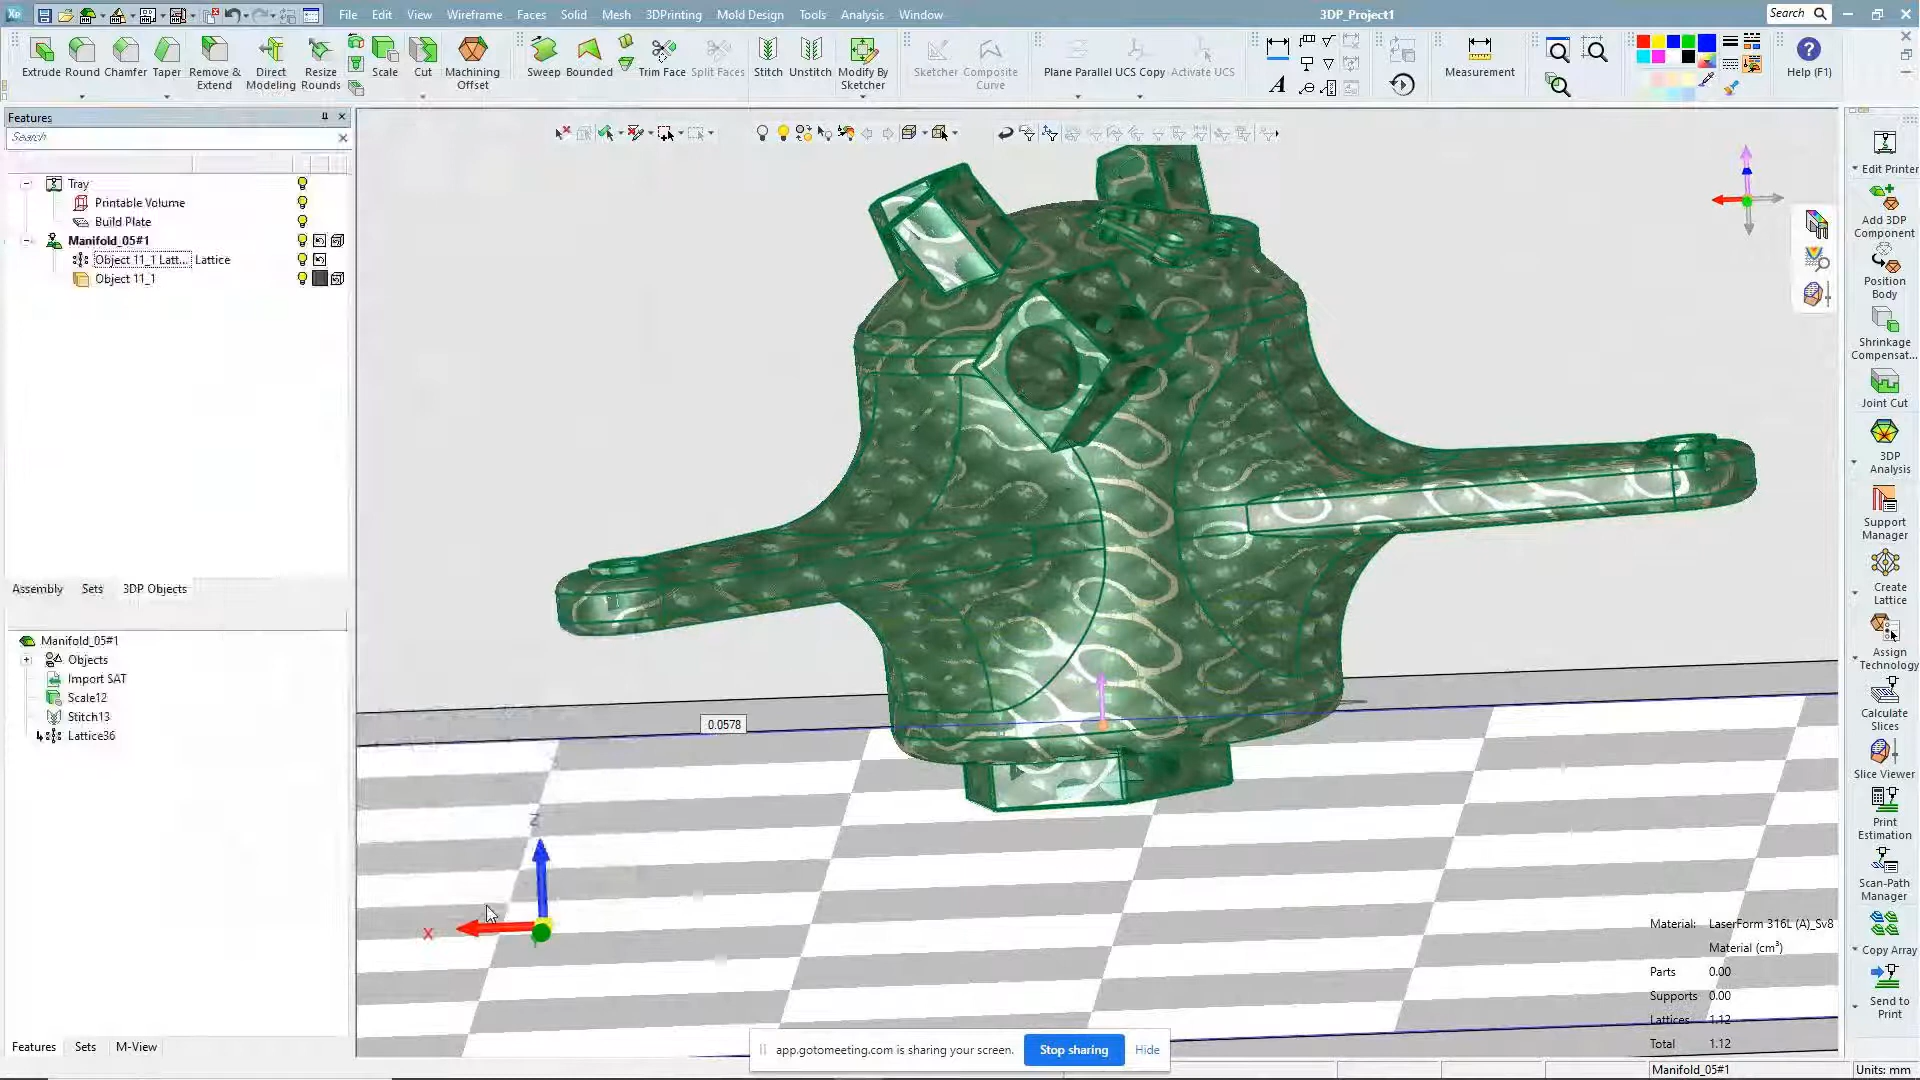 Xp
File Edit View Wireframe Faces Solid Mesh 3DPrinting Mold Design Tools Analysis Window
3DP_Project1
Search
Extrude Round Chamfer Taper Remove & Extend Direct Modeling Resize Rounds Scale Cut Machining Offset Sweep Bounded Trim Face Split Faces Stitch Unstitch Modify By Sketcher Sketcher Composite Curve Plane Parallel UCS Copy Activate UCS
A
Measurement
Help (F1)
Features
Search
Tray
Printable Volume
Build Plate
Manifold_05#1
Object 11_1 Latt... Lattice
Object 11_1
Assembly Sets 3DP Objects
Manifold_05#1
Objects
Import SAT
Scale12
Stitch13
Lattice36
Features Sets M-View
0.0578
Z
X
Edit Printer
Add 3DP Component
Position Body
Shrinkage Compensat...
Joint Cut
3DP Analysis
Support Manager
Create Lattice
Assign Technology
Calculate Slices
Slice Viewer
Print Estimation
Scan-Path Manager
Copy Array
Send to Print
Material: LaserForm 316L (A)_Sv8
Material (cm³)
Parts 0.00
Supports 0.00
Lattices 1.12
Total 1.12
app.gotomeeting.com is sharing your screen. Stop sharing Hide
Manifold_05#1 Units: mm